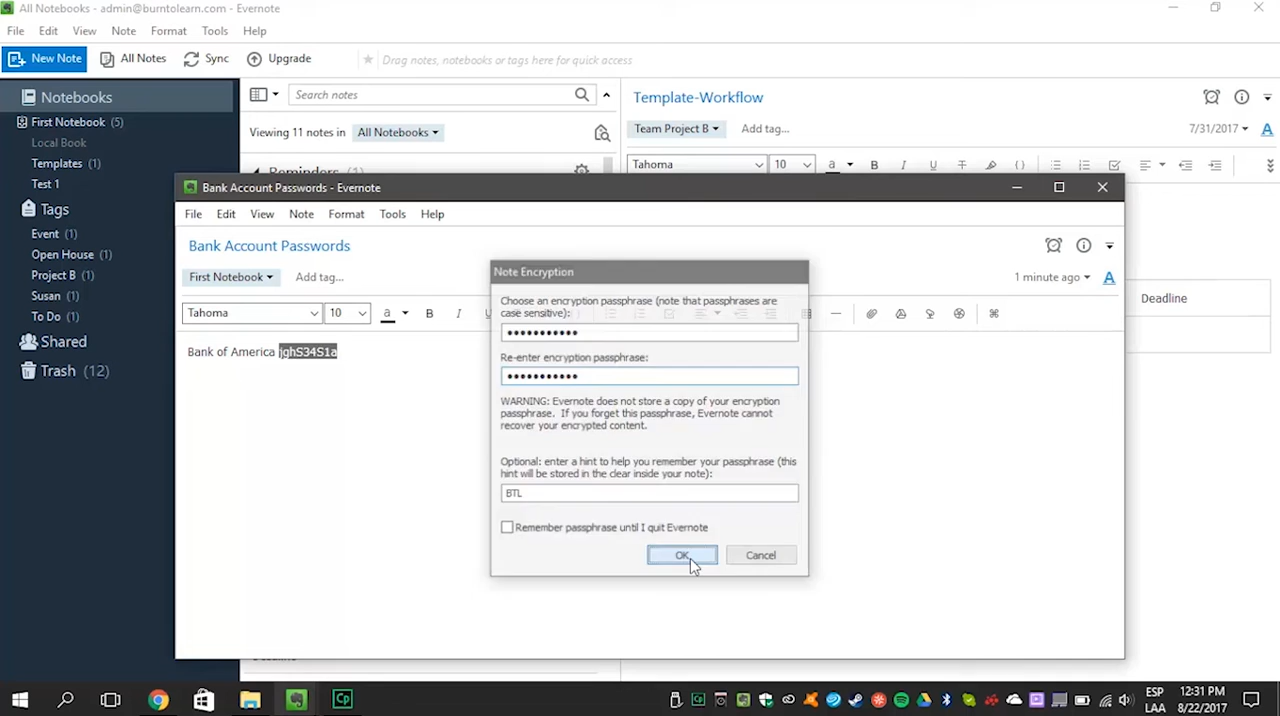 All Notebooks - admin@burntolearn.com - Evernote
File Edit View Note Format Tools Help
New Note All Notes Sync Upgrade Drag notes, notebooks or tags here for quick access
Notebooks
First Notebook (5)
Local Book
Templates (1)
Test 1
Tags
Event (1)
Open House (1)
Project B (1)
Susan (1)
To Do (1)
Shared
Trash (12)
Search notes
Viewing 11 notes in All Notebooks
Reminders (1)
Template-Workflow
Team Project B Add tag...
7/31/2017
Tahoma 10
Deadline
Bank Account Passwords - Evernote
File Edit View Note Format Tools Help
Bank Account Passwords
First Notebook Add tag...
1 minute ago
Tahoma 10
Bank of America jghS34S1a
Note Encryption
Choose an encryption passphrase (note that passphrases are
case sensitive):
•••••••••••
Re-enter encryption passphrase:
•••••••••••
WARNING: Evernote does not store a copy of your encryption
passphrase. If you forget this passphrase, Evernote cannot
recover your encrypted content.
Optional: enter a hint to help you remember your passphrase (this
hint will be stored in the clear inside your note):
BTL
Remember passphrase until I quit Evernote
OK Cancel
ESP
LAA
12:31 PM
8/22/2017